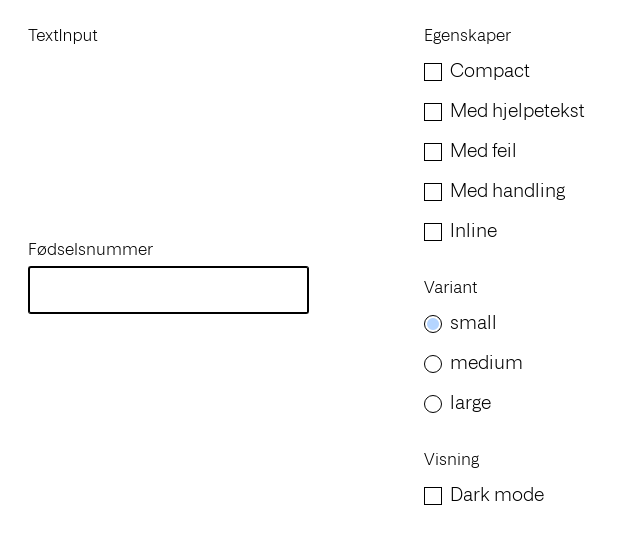 TextInput
Fødselsnummer
Egenskaper
Compact
Med hjelpetekst
Med feil
Med handling
Inline
Variant
small
medium
large
Visning
Dark mode